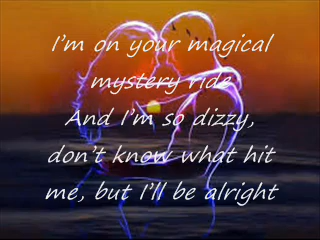 I'm on your magical
mystery ride
And I'm so dizzy,
don't know what hit
me, but I'll be alright